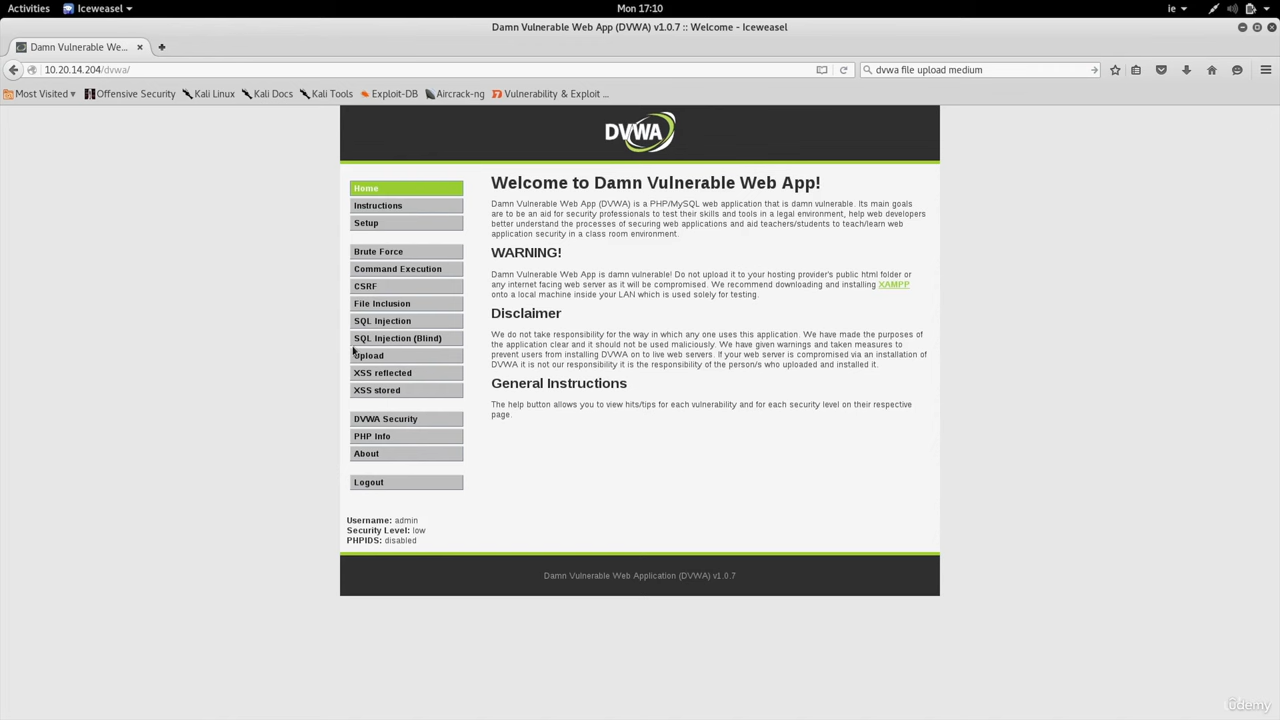 Activities Iceweasel Mon 17:10 ie
Damn Vulnerable Web App (DVWA) v1.0.7 :: Welcome - Iceweasel
Damn Vulnerable We...
10.20.14.204/dvwa/ dvwa file upload medium
Most Visited Offensive Security Kali Linux Kali Docs Kali Tools Exploit-DB Aircrack-ng Vulnerability & Exploit ...
DVWA
Home
Instructions
Setup
Brute Force
Command Execution
CSRF
File Inclusion
SQL Injection
SQL Injection (Blind)
Upload
XSS reflected
XSS stored
DVWA Security
PHP Info
About
Logout
Welcome to Damn Vulnerable Web App!
Damn Vulnerable Web App (DVWA) is a PHP/MySQL web application that is damn vulnerable. Its main goals
are to be an aid for security professionals to test their skills and tools in a legal environment, help web developers
better understand the processes of securing web applications and aid teachers/students to teach/learn web
application security in a class room environment.
WARNING!
Damn Vulnerable Web App is damn vulnerable! Do not upload it to your hosting provider's public html folder or
any internet facing web server as it will be compromised. We recommend downloading and installing XAMPP
onto a local machine inside your LAN which is used solely for testing.
Disclaimer
We do not take responsibility for the way in which any one uses this application. We have made the purposes of
the application clear and it should not be used maliciously. We have given warnings and taken measures to
prevent users from installing DVWA on to live web servers. If your web server is compromised via an installation of
DVWA it is not our responsibility it is the responsibility of the person/s who uploaded and installed it.
General Instructions
The help button allows you to view hits/tips for each vulnerability and for each security level on their respective
page.
Username: admin
Security Level: low
PHPIDS: disabled
Damn Vulnerable Web Application (DVWA) v1.0.7
ûdemy